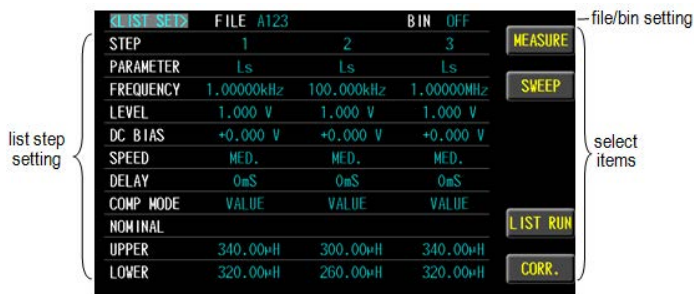 <LIST SET> FILE A123 BIN OFF
file/bin setting
STEP 1 2 3
MEASURE
PARAMETER Ls Ls Ls
FREQUENCY 1.00000kHz 100.000kHz 1.00000MHz
SWEEP
LEVEL 1.000 V 1.000 V 1.000 V
DC BIAS +0.000 V +0.000 V +0.000 V
list step
setting
select
items
SPEED MED. MED. MED.
DELAY 0mS 0mS 0mS
COMP MODE VALUE VALUE VALUE
NOMINAL
LIST RUN
UPPER 340.00μH 300.00μH 340.00μH
LOWER 320.00μH 260.00μH 320.00μH
CORR.